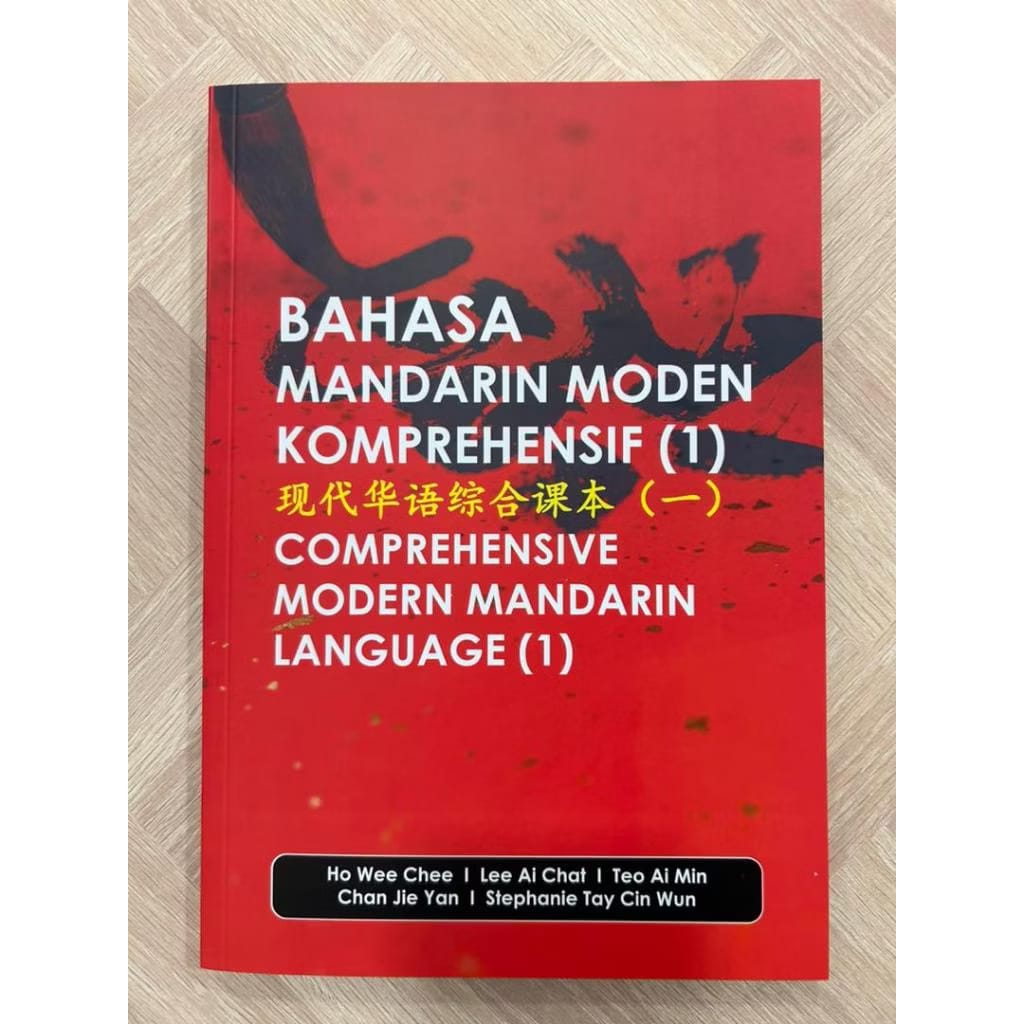 BAHASA
MANDARIN MODEN
KOMPREHENSIF (1)
现代华语综合课本（一）
COMPREHENSIVE
MODERN MANDARIN
LANGUAGE (1)
Ho Wee Chee I Lee Ai Chat I Teo Ai Min
Chan Jie Yan I Stephanie Tay Cin Wun